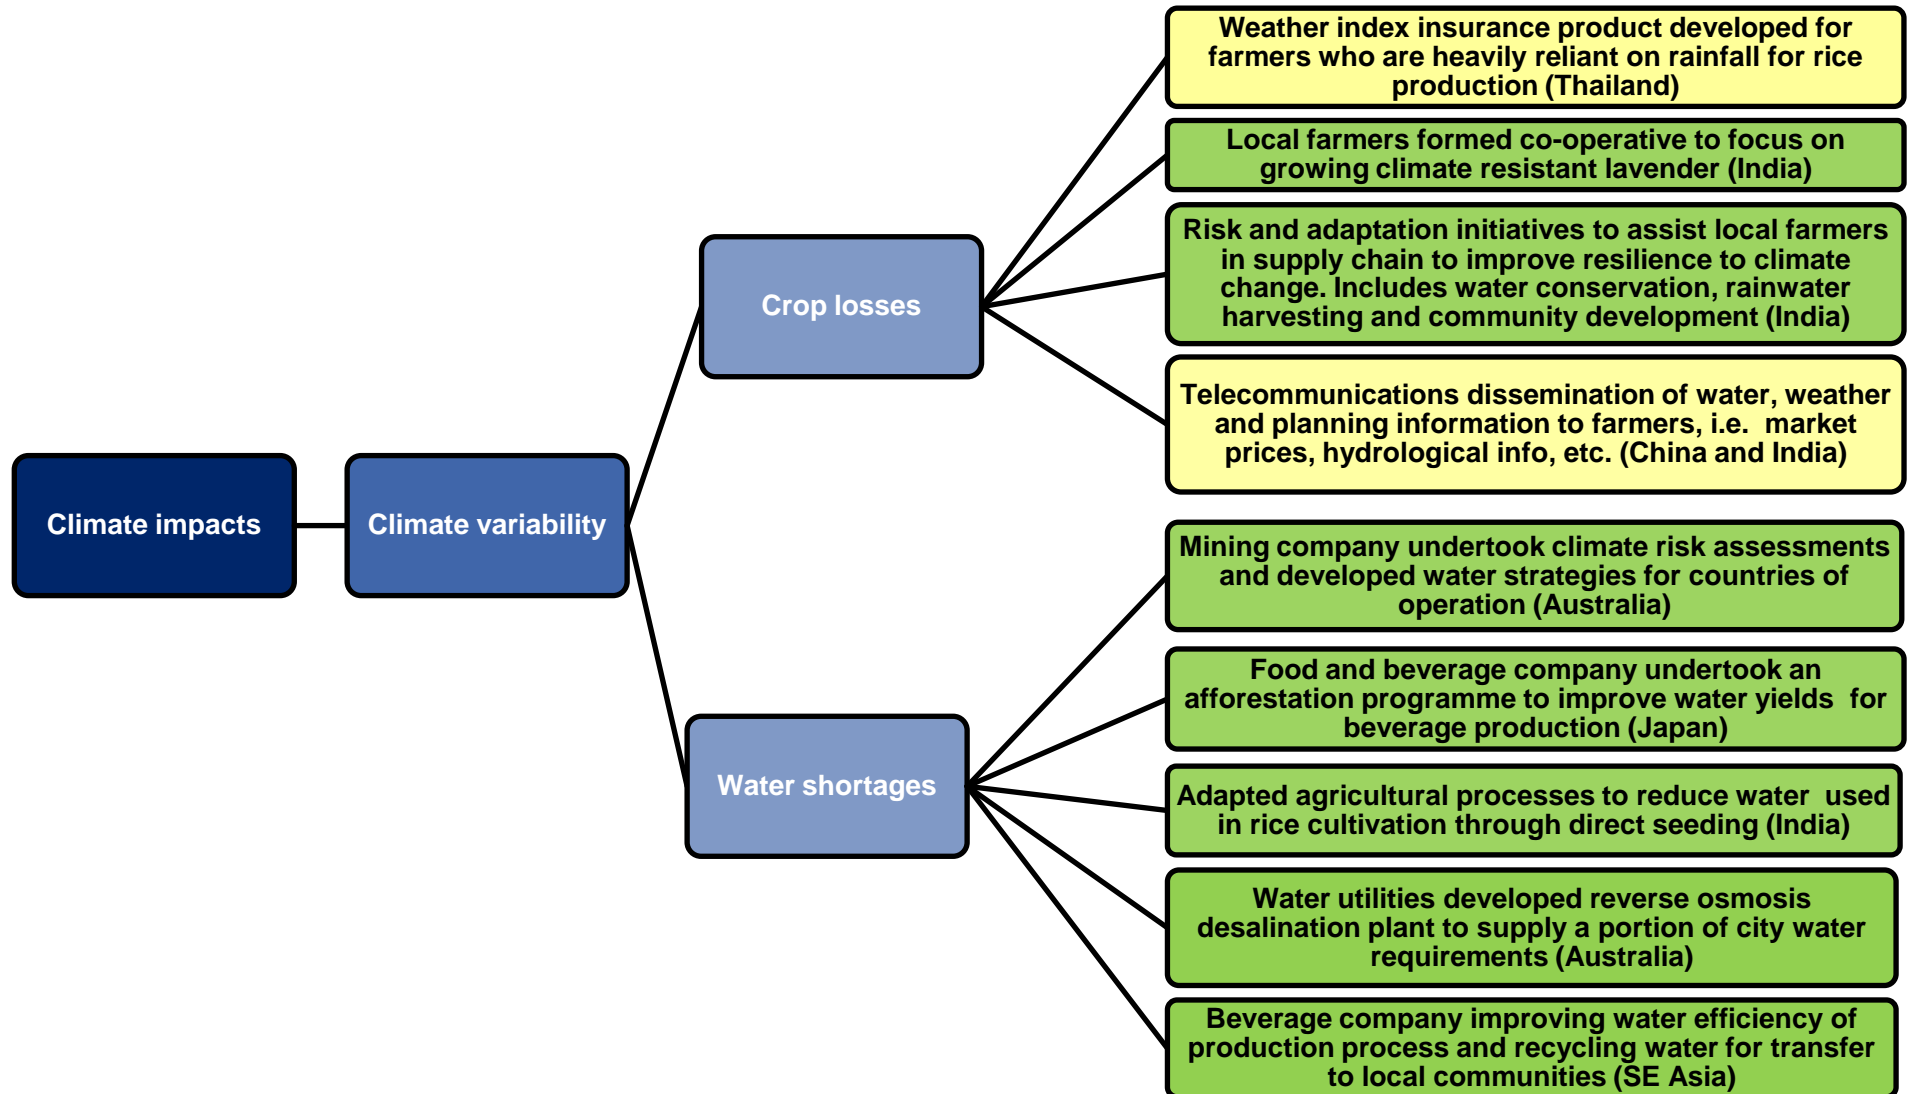 Weather index insurance product developed for
farmers who are heavily reliant on rainfall for rice
production (Thailand)
Local farmers formed co-operative to focus on
growing climate resistant lavender (India)
Risk and adaptation initiatives to assist local farmers
in supply chain to improve resilience to climate
change. Includes water conservation, rainwater
harvesting and community development (India)
Crop losses
Telecommunications dissemination of water, weather
and planning information to farmers, i.e.  market
prices, hydrological info, etc. (China and India)
Climate impacts
Climate variability
Mining company undertook climate risk assessments
and developed water strategies for countries of
operation (Australia)
Food and beverage company undertook an
afforestation programme to improve water yields  for
beverage production (Japan)
Water shortages
Adapted agricultural processes to reduce water  used
in rice cultivation through direct seeding (India)
Water utilities developed reverse osmosis
desalination plant to supply a portion of city water
requirements (Australia)
Beverage company improving water efficiency of
production process and recycling water for transfer
to local communities (SE Asia)